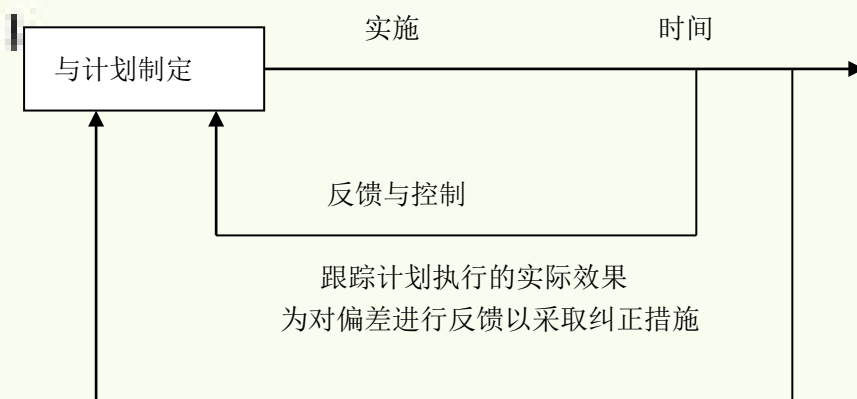 实施 时间
与计划制定
反馈与控制
跟踪计划执行的实际效果
为对偏差进行反馈以采取纠正措施